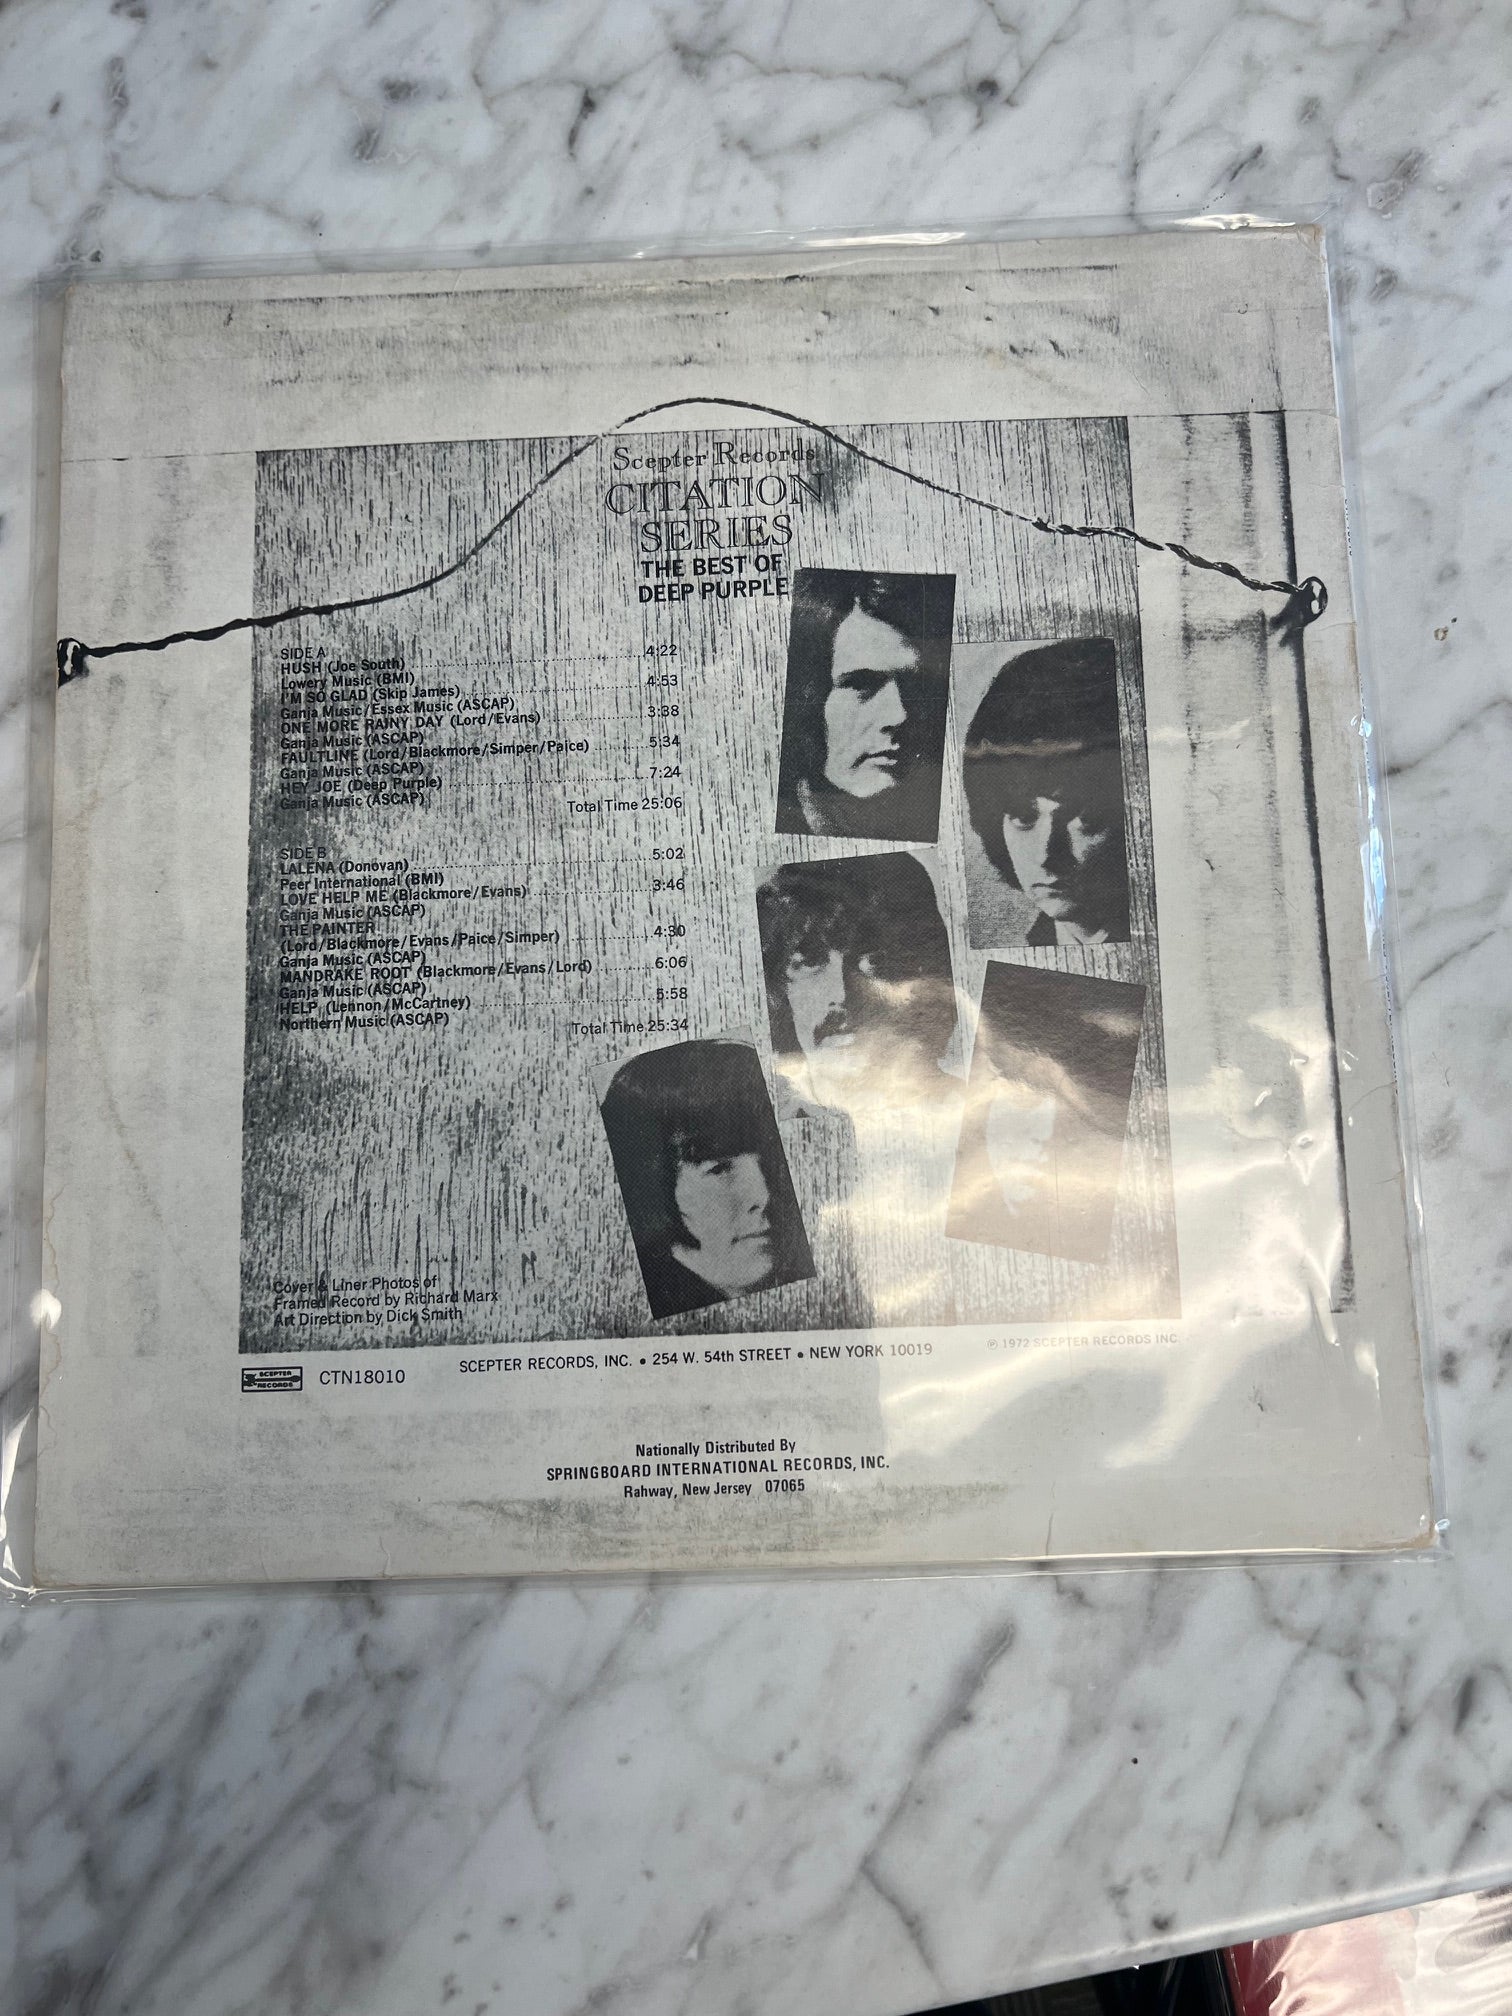 Scepter Records
CITATION
SERIES
THE BEST OF
DEEP PURPLE
SIDE A
HUSH (Joe South) 4:22
Lowery Music (BMI)
I'M SO GLAD (Skip James) 4:53
Ganja Music/Essex Music (ASCAP)
ONE MORE RAINY DAY (Lord/Evans) 3:38
Ganja Music (ASCAP)
FAULTLINE (Lord/Blackmore/Simper/Paice) 5:34
Ganja Music (ASCAP)
HEY JOE (Deep Purple) 7:24
Ganja Music (ASCAP) Total Time 25:06
SIDE B
LALENA (Donovan) 5:02
Peer International (BMI)
LOVE HELP ME (Blackmore/Evans) 3:46
Ganja Music (ASCAP)
THE PAINTER
(Lord/Blackmore/Evans/Paice/Simper) 4:30
Ganja Music (ASCAP)
MANDRAKE ROOT (Blackmore/Evans/Lord) 6:06
Ganja Music (ASCAP)
HELP (Lennon/McCartney) 5:58
Northern Music (ASCAP) Total Time 25:34
Cover & Liner Photos of
Framed Record by Richard Marx
Art Direction by Dick Smith
℗ 1972 SCEPTER RECORDS INC.
SCEPTER
RECORDS
CTN18010
SCEPTER RECORDS, INC. • 254 W. 54th STREET • NEW YORK 10019
Nationally Distributed By
SPRINGBOARD INTERNATIONAL RECORDS, INC.
Rahway, New Jersey 07065